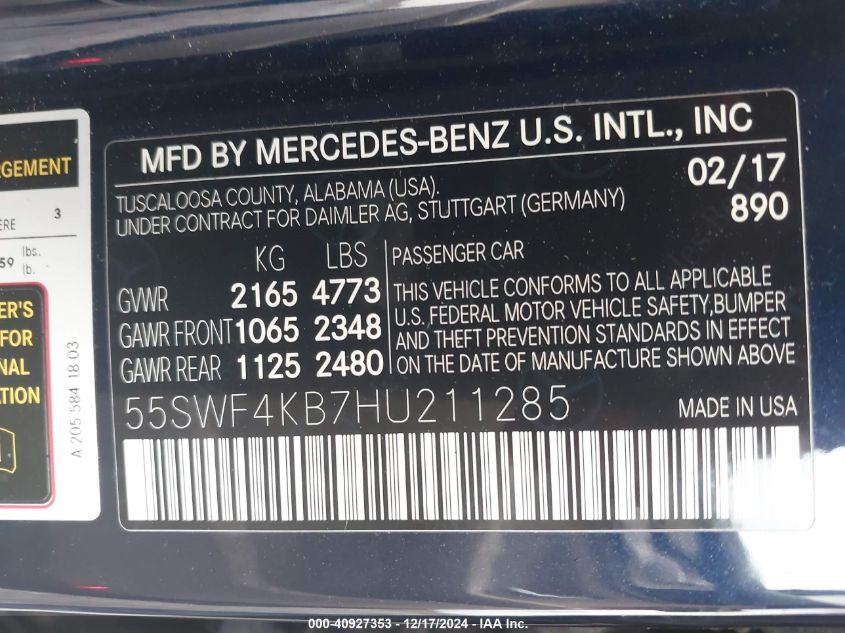 RGEMENT
ERE 3
59 lbs.
lb.
ER'S
FOR
NAL
ATION
A 205 584 18 03
MFD BY MERCEDES-BENZ U.S. INTL., INC
TUSCALOOSA COUNTY, ALABAMA (USA). 02/17
UNDER CONTRACT FOR DAIMLER AG, STUTTGART (GERMANY) 890
KG LBS
GVWR 2165 4773
GAWR FRONT 1065 2348
GAWR REAR 1125 2480
PASSENGER CAR
THIS VEHICLE CONFORMS TO ALL APPLICABLE
U.S. FEDERAL MOTOR VEHICLE SAFETY, BUMPER
AND THEFT PREVENTION STANDARDS IN EFFECT
ON THE DATE OF MANUFACTURE SHOWN ABOVE
55SWF4KB7HU211285 MADE IN USA
000-40927353 - 12/17/2024 - IAA Inc.